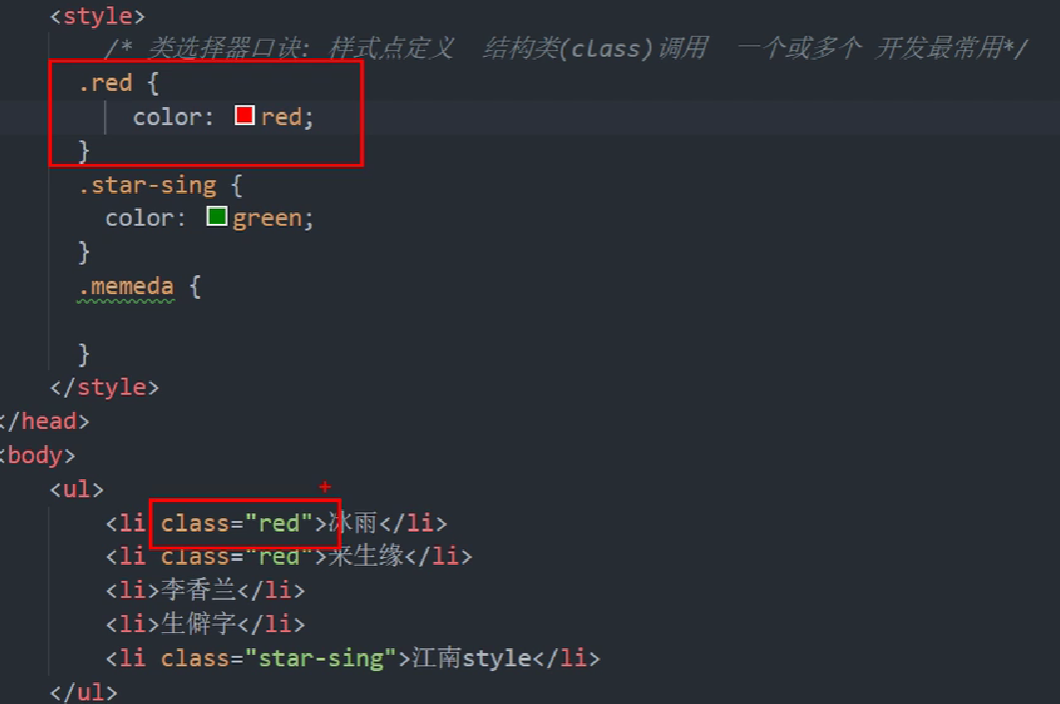 <style>
/* 类选择器口诀: 样式点定义 结构类(class)调用 一个或多个 开发最常用*/
.red {
color: red;
}
.star-sing {
color: green;
}
.memeda {
}
</style>
</head>
<body>
<ul>
<li class="red">冰雨</li>
<li class="red">来生缘</li>
<li>李香兰</li>
<li>生僻字</li>
<li class="star-sing">江南style</li>
</ul>